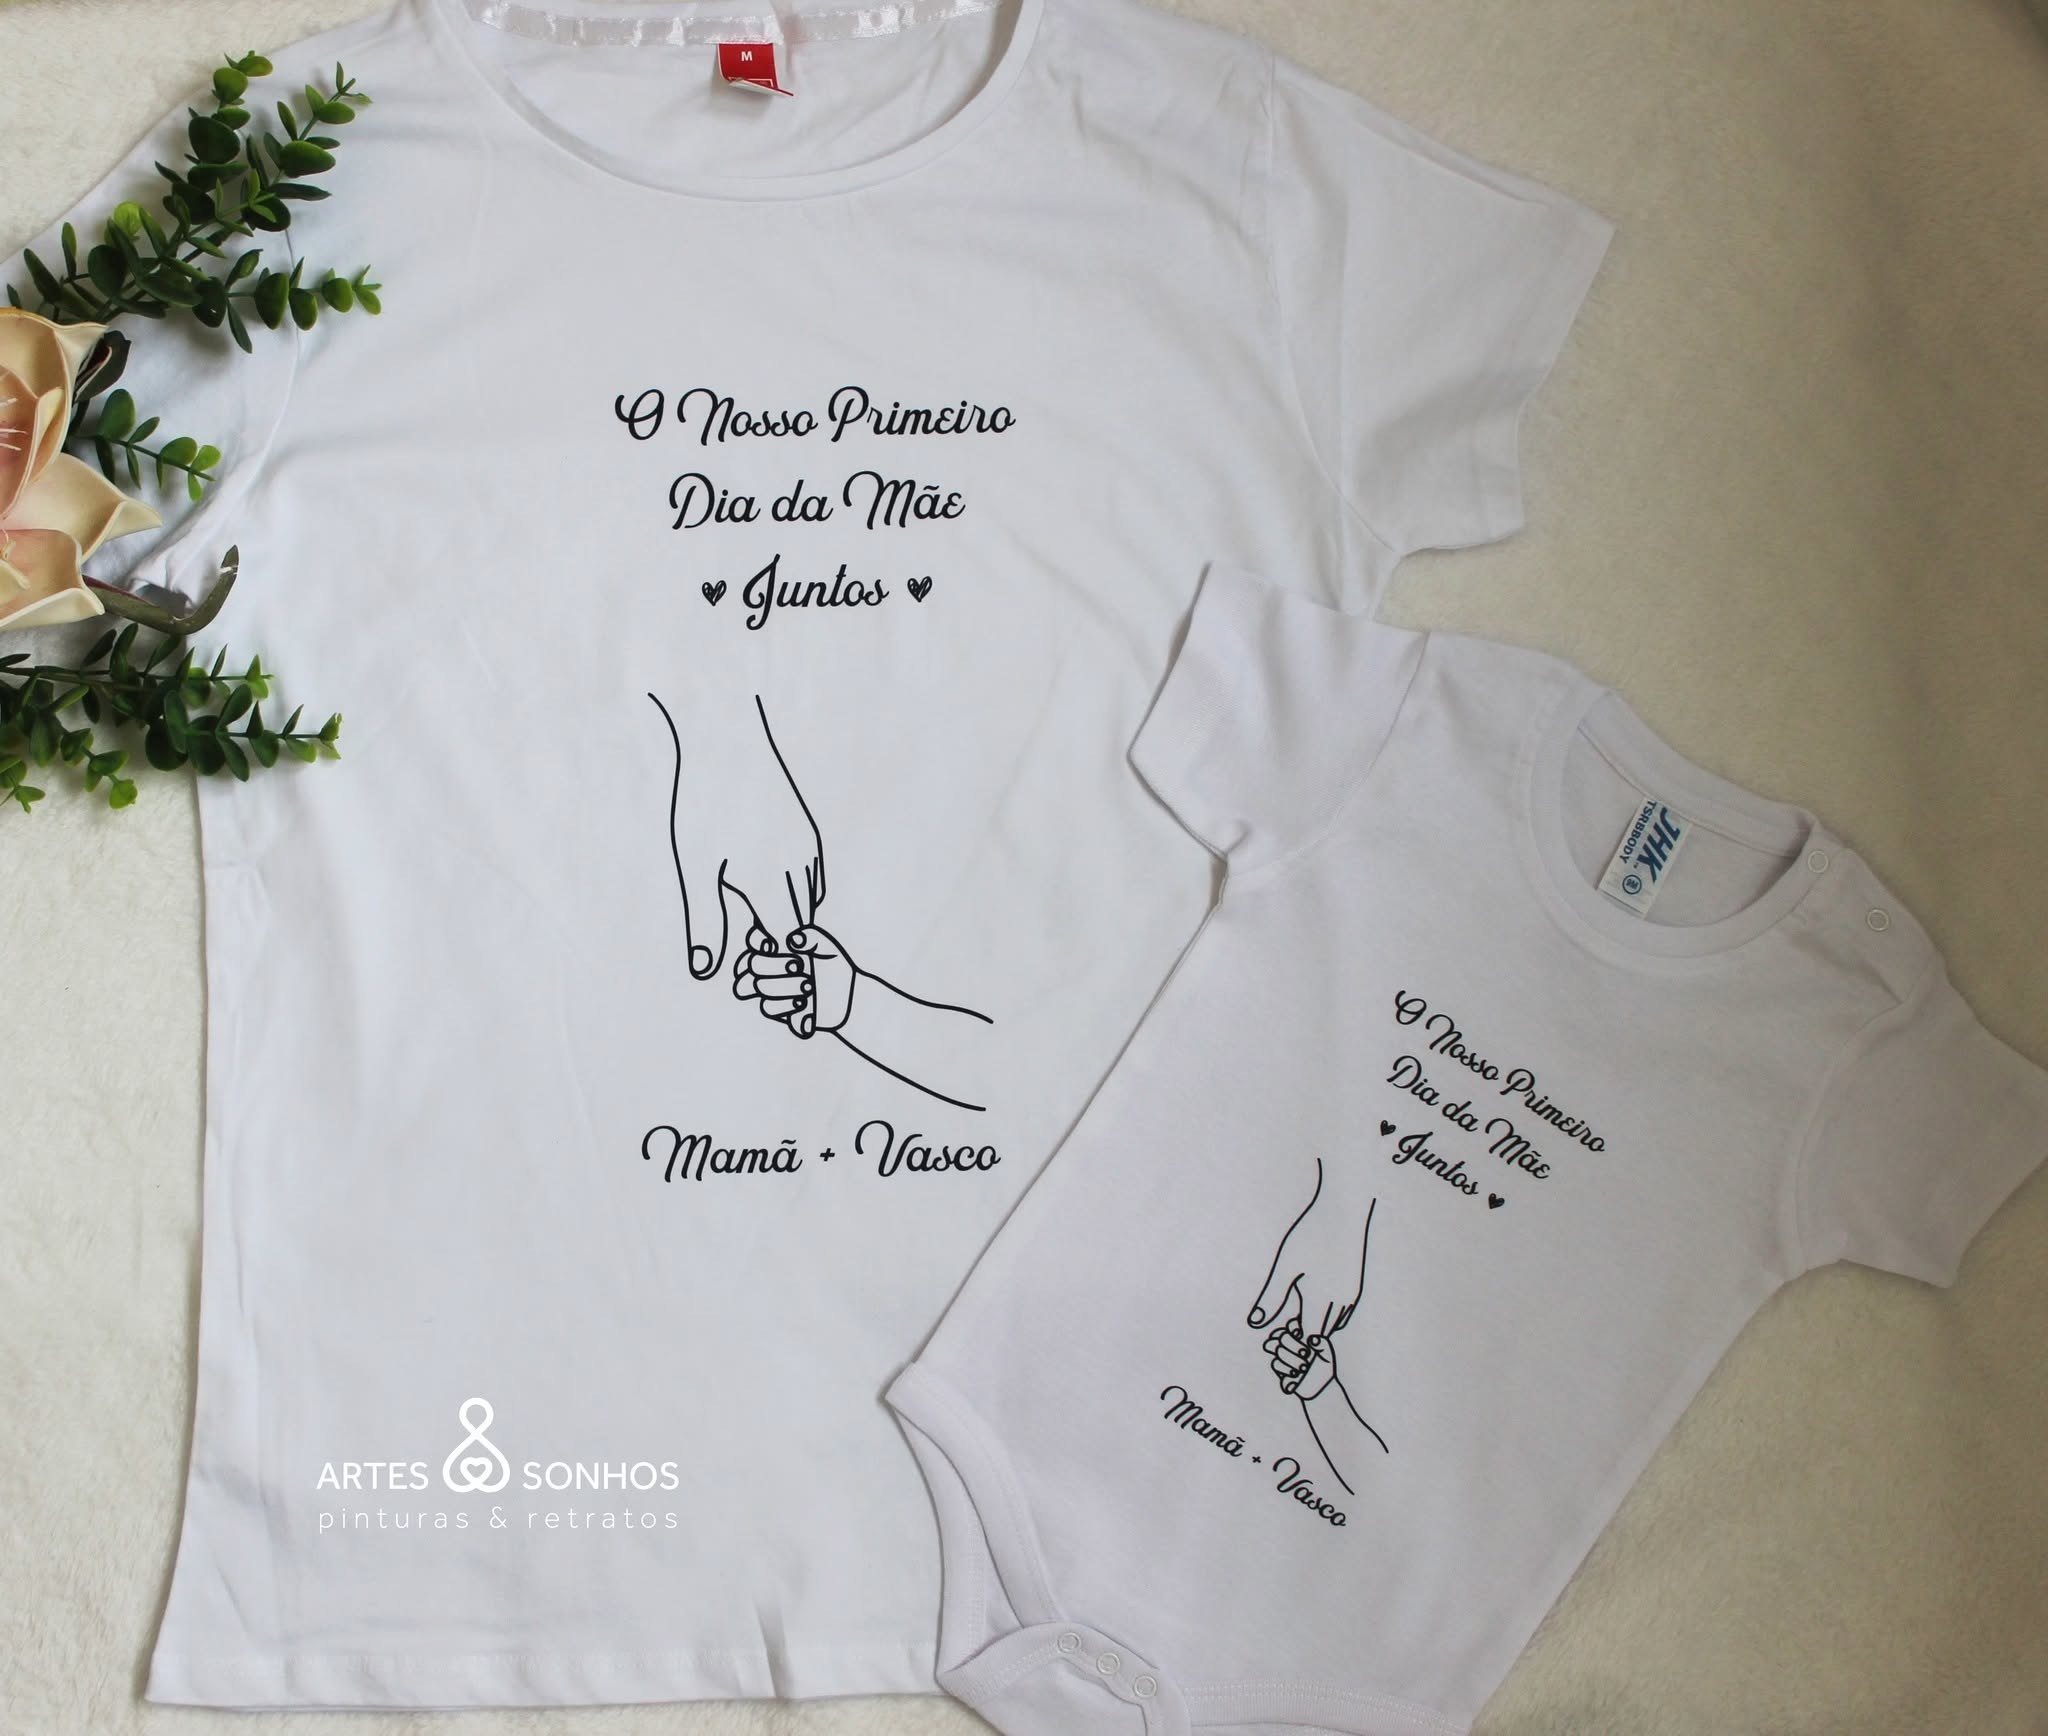 M
O Nosso Primeiro
Dia da Mãe
Juntos
Mamã + Vasco
JHK
TSRBBODY
O Nosso Primeiro
Dia da Mãe
Juntos
Mamã + Vasco
ARTES SONHOS
pinturas & retratos